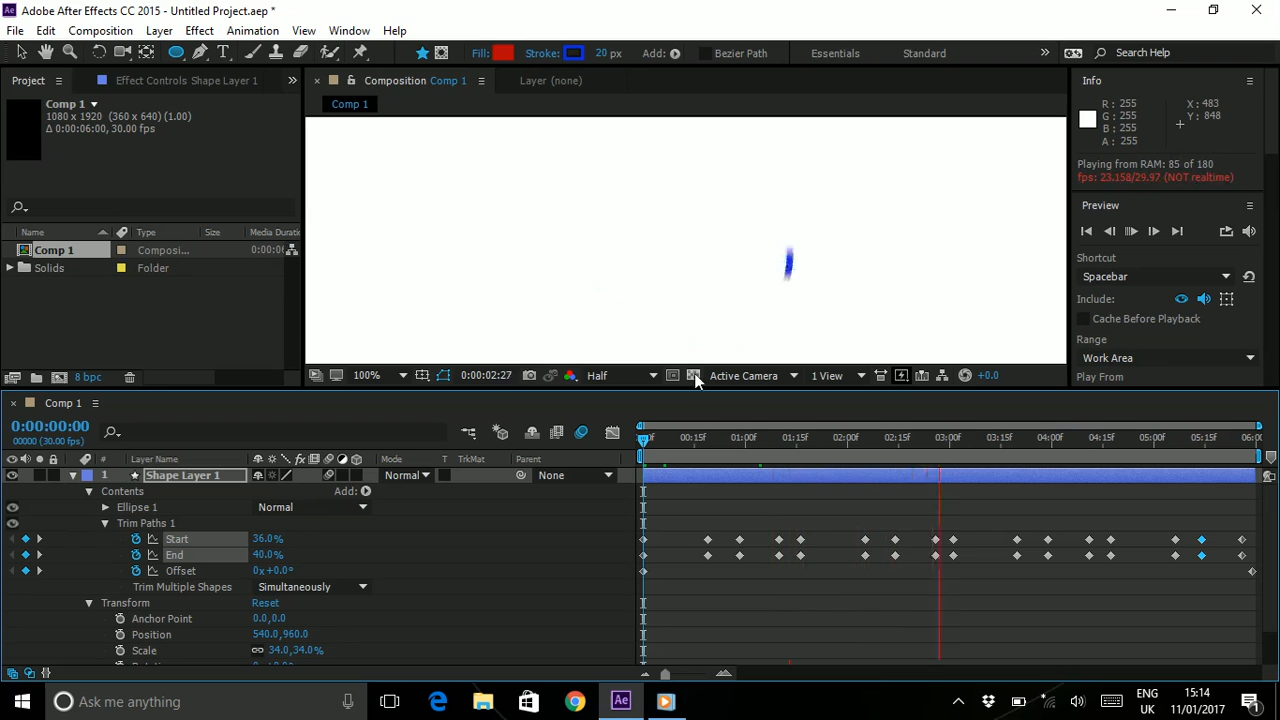 Adobe After Effects CC 2015 - Untitled Project.aep *
File Edit Composition Layer Effect Animation View Window Help
Fill: Stroke: 20 px Add: Bezier Path Essentials Standard Search Help
Project Effect Controls Shape Layer 1 Composition Comp 1 Layer (none) Info
Comp 1
1080 x 1920 (360 x 640) (1.00)
Δ 0:00:06:00, 30.00 fps
Comp 1
R: 255
G: 255
B: 255
A: 255
X: 483
Y: 848
Playing from RAM: 85 of 180
fps: 23.158/29.97 (NOT realtime)
Preview
Name Type Size Media Duration
Comp 1 Composi... 0:00:06
Solids Folder
Shortcut
Spacebar
Include:
Cache Before Playback
Range
Work Area
Play From
8 bpc
100% 0:00:02:27 Half Active Camera 1 View +0.0
Comp 1
0:00:00:00
00000 (30.00 fps)
00f 00:15f 01:00f 01:15f 02:00f 02:15f 03:00f 03:15f 04:00f 04:15f 05:00f 05:15f 06:00
# Layer Name Mode T TrkMat Parent
1 Shape Layer 1 Normal None
Contents Add:
Ellipse 1 Normal
Trim Paths 1
Start 36.0%
End 40.0%
Offset 0x+0.0°
Trim Multiple Shapes Simultaneously
Transform Reset
Anchor Point 0.0,0.0
Position 540.0,960.0
Scale 34.0,34.0%
Ask me anything
ENG
UK
15:14
11/01/2017